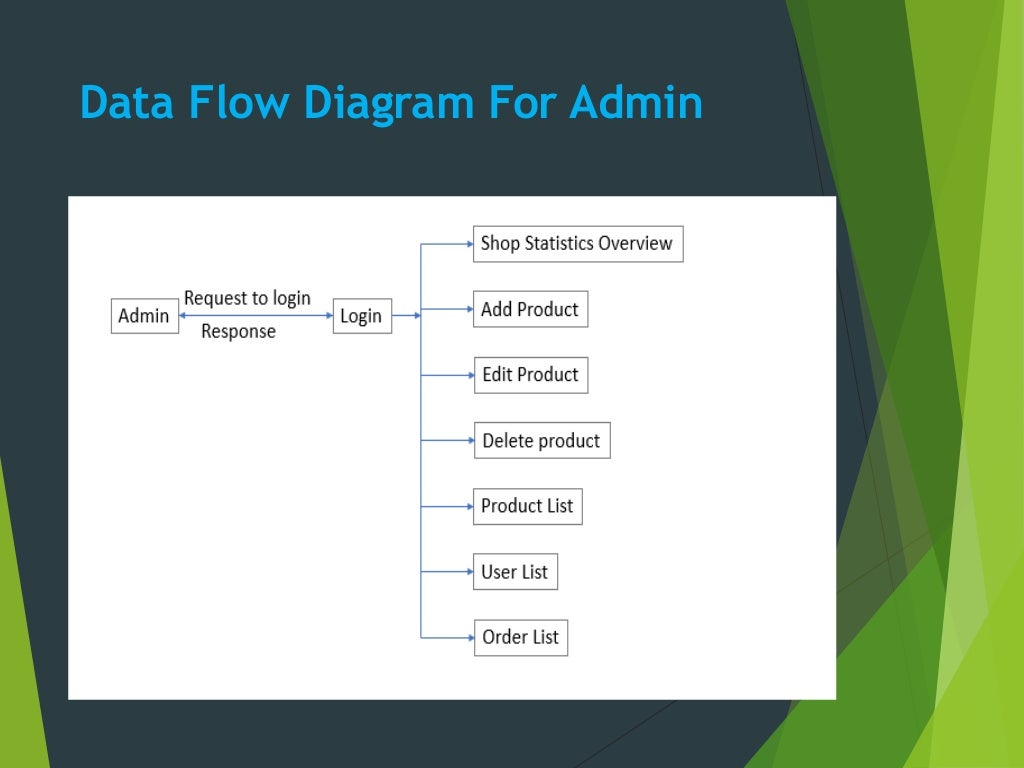 Data Flow Diagram For Admin
Shop Statistics Overview
Request to login
Admin
Response
Login
Add Product
Edit Product
Delete product
Product List
User List
Order List